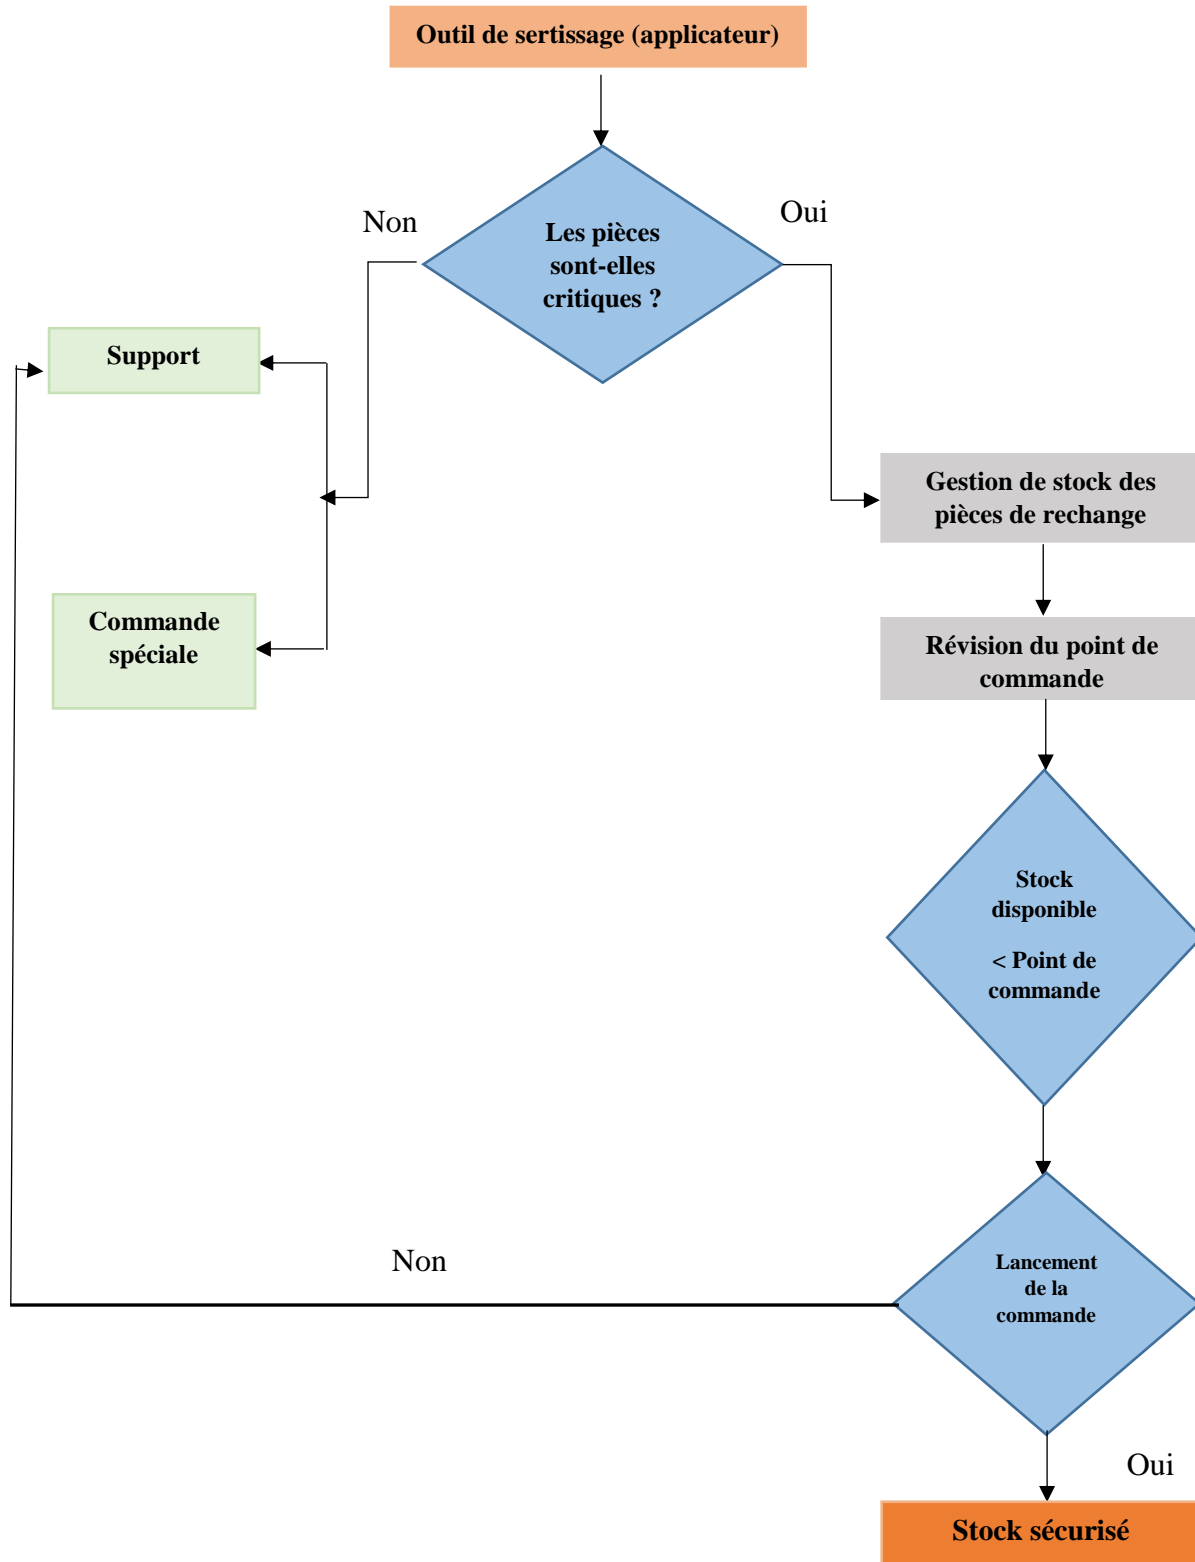 Outil de sertissage (applicateur)
Non
Oui
Les pièces
sont-elles
critiques ?
Support
Gestion de stock des
pièces de rechange
Commande
spéciale
Révision du point de
commande
Stock
disponible
< Point de
commande
Non
Lancement
de la
commande
Oui
Stock sécurisé